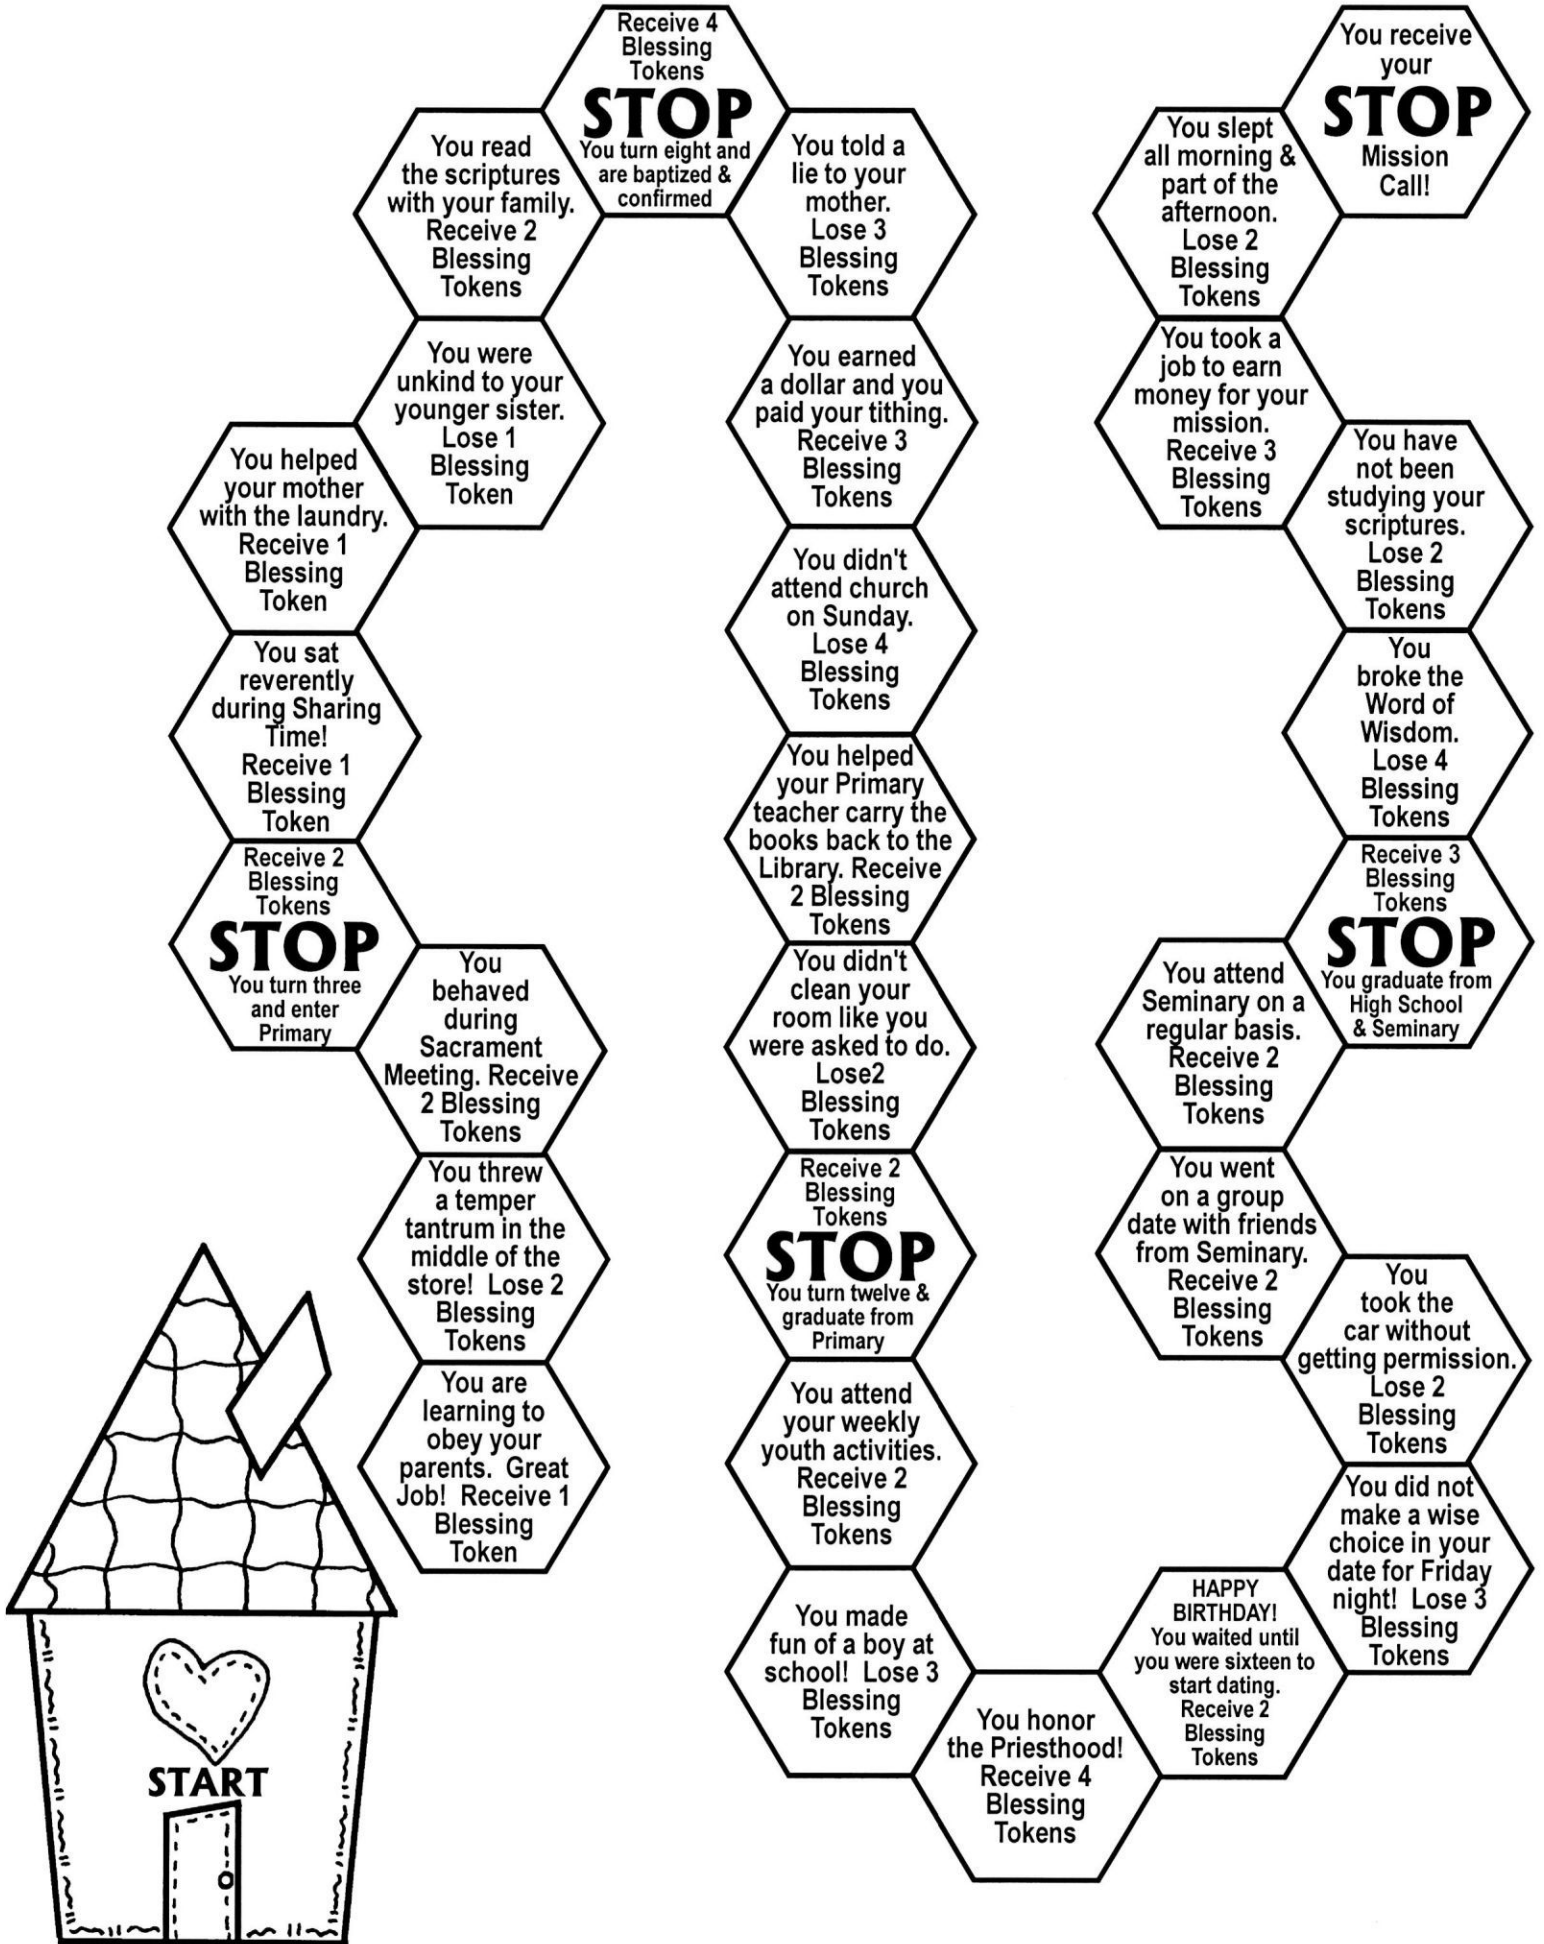 START
You are
learning to
obey your
parents.  Great
Job!  Receive 1
Blessing
Token
You threw
a temper
tantrum in the
middle of the
store!  Lose 2
Blessing
Tokens
You
behaved
during
Sacrament
Meeting. Receive
2 Blessing
Tokens
Receive 2
Blessing
Tokens
STOP
You turn three
and enter
Primary
You sat
reverently
during Sharing
Time!
Receive 1
Blessing
Token
You helped
your mother
with the laundry.
Receive 1
Blessing
Token
You were
unkind to your
younger sister.
Lose 1
Blessing
Token
You read
the scriptures
with your family.
Receive 2
Blessing
Tokens
Receive 4
Blessing
Tokens
STOP
You turn eight and
are baptized &
confirmed
You told a
lie to your
mother.
Lose 3
Blessing
Tokens
You earned
a dollar and you
paid your tithing.
Receive 3
Blessing
Tokens
You didn't
attend church
on Sunday.
Lose 4
Blessing
Tokens
You helped
your Primary
teacher carry the
books back to the
Library. Receive
2 Blessing
Tokens
You didn't
clean your
room like you
were asked to do.
Lose2
Blessing
Tokens
Receive 2
Blessing
Tokens
STOP
You turn twelve &
graduate from
Primary
You attend
your weekly
youth activities.
Receive 2
Blessing
Tokens
You made
fun of a boy at
school!  Lose 3
Blessing
Tokens
You honor
the Priesthood!
Receive 4
Blessing
Tokens
HAPPY
BIRTHDAY!
You waited until
you were sixteen to
start dating.
Receive 2
Blessing
Tokens
You did not
make a wise
choice in your
date for Friday
night!  Lose 3
Blessing
Tokens
You
took the
car without
getting permission.
Lose 2
Blessing
Tokens
You went
on a group
date with friends
from Seminary.
Receive 2
Blessing
Tokens
You attend
Seminary on a
regular basis.
Receive 2
Blessing
Tokens
Receive 3
Blessing
Tokens
STOP
You graduate from
High School
& Seminary
You
broke the
Word of
Wisdom.
Lose 4
Blessing
Tokens
You have
not been
studying your
scriptures.
Lose 2
Blessing
Tokens
You took a
job to earn
money for your
mission.
Receive 3
Blessing
Tokens
You slept
all morning &
part of the
afternoon.
Lose 2
Blessing
Tokens
You receive
your
STOP
Mission
Call!